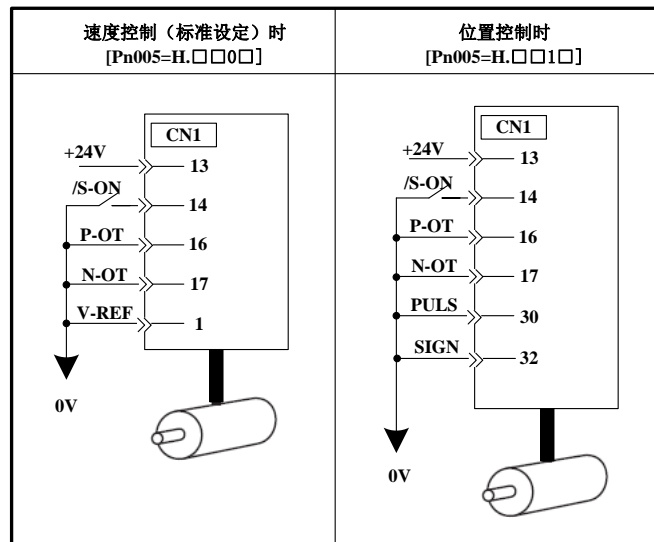 速度控制（标准设定）时
[Pn005=H.□□0□]
CN1
+24V
13
/S-ON
14
P-OT
16
N-OT
17
V-REF
1
0V
位置控制时
[Pn005=H.□□1□]
CN1
+24V
13
/S-ON
14
P-OT
16
N-OT
17
PULS
30
SIGN
32
0V